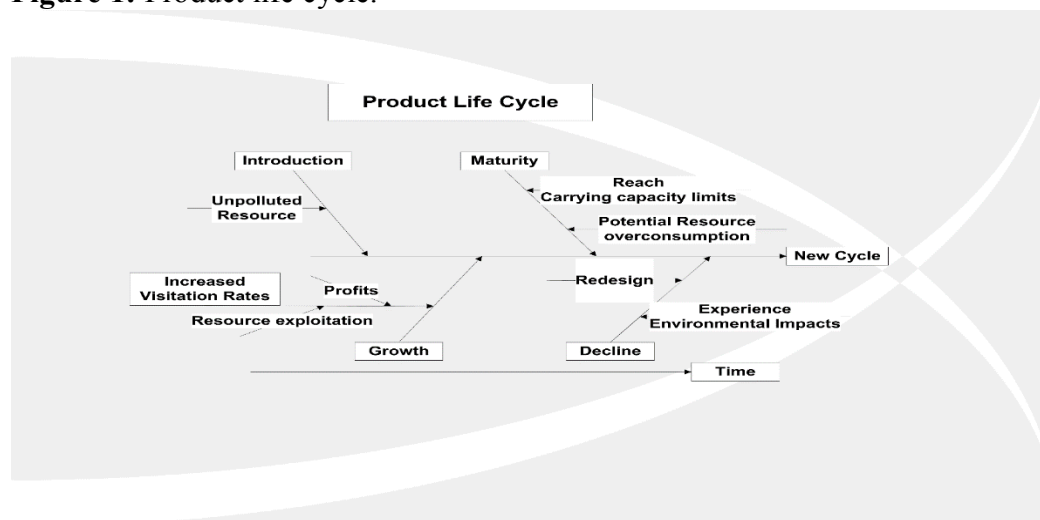 Figure 1. Product life cycle.
Product Life Cycle
Introduction
Maturity
Reach
Carrying capacity limits
Unpolluted
Resource
Potential Resource
overconsumption
New Cycle
Increased
Visitation Rates
Profits
Redesign
Resource exploitation
Experience
Environmental Impacts
Growth
Decline
Time